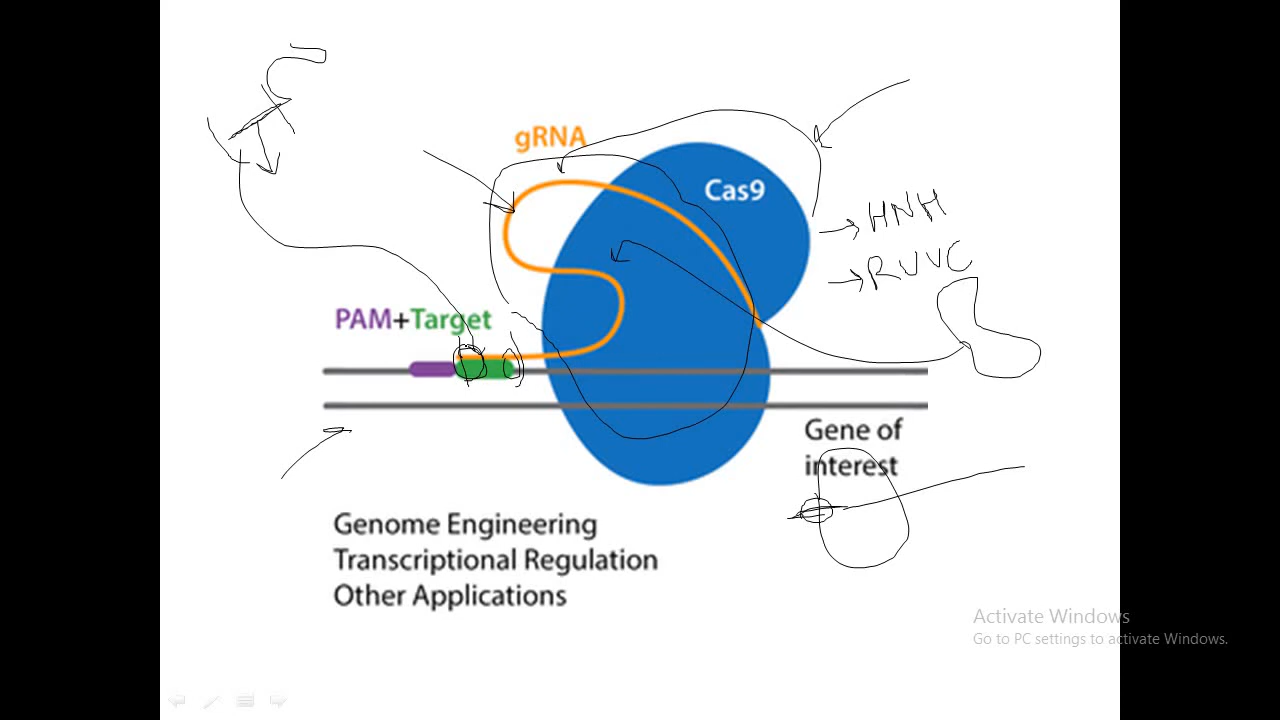 gRNA
Cas9
HNH
RUVC
PAM+Target
Gene of
interest
Genome Engineering
Transcriptional Regulation
Other Applications
Activate Windows
Go to PC settings to activate Windows.